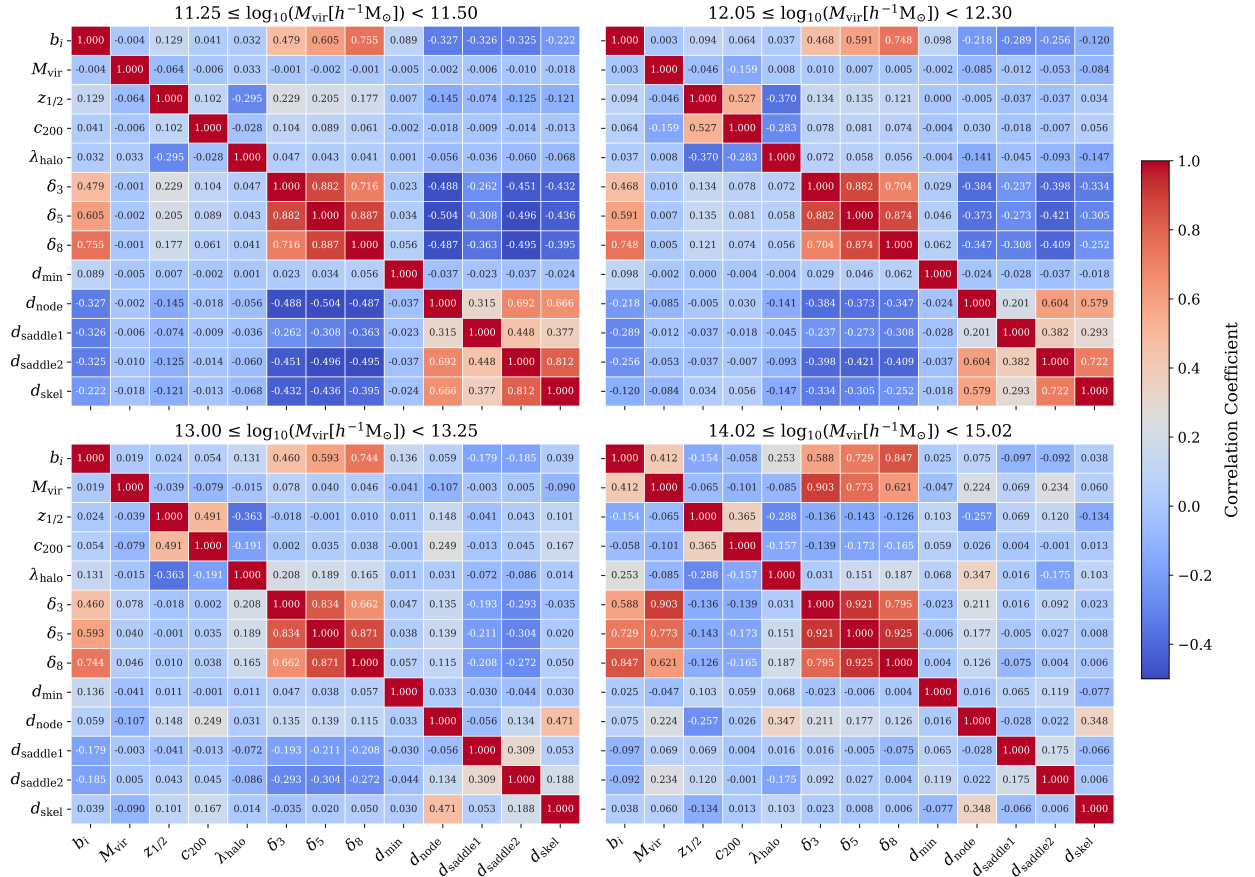 11.25 ≤ log₁₀(M_vir[h⁻¹M_⊙]) < 11.50
b_i 1.000 -0.004 0.129 0.041 0.032 0.479 0.605 0.755 0.089 -0.327 -0.326 -0.325 -0.222
M_vir -0.004 1.000 -0.064 -0.006 0.033 -0.001 -0.002 -0.001 -0.005 -0.002 -0.006 -0.010 -0.018
z_1/2 0.129 -0.064 1.000 0.102 -0.295 0.229 0.205 0.177 0.007 -0.145 -0.074 -0.125 -0.121
c_200 0.041 -0.006 0.102 1.000 -0.028 0.104 0.089 0.061 -0.002 -0.018 -0.009 -0.014 -0.013
λ_halo 0.032 0.033 -0.295 -0.028 1.000 0.047 0.043 0.041 0.001 -0.056 -0.036 -0.060 -0.068
δ_3 0.479 -0.001 0.229 0.104 0.047 1.000 0.882 0.716 0.023 -0.488 -0.262 -0.451 -0.432
δ_5 0.605 -0.002 0.205 0.089 0.043 0.882 1.000 0.887 0.034 -0.504 -0.308 -0.496 -0.436
δ_8 0.755 -0.001 0.177 0.061 0.041 0.716 0.887 1.000 0.056 -0.487 -0.363 -0.495 -0.395
d_min 0.089 -0.005 0.007 -0.002 0.001 0.023 0.034 0.056 1.000 -0.037 -0.023 -0.037 -0.024
d_node -0.327 -0.002 -0.145 -0.018 -0.056 -0.488 -0.504 -0.487 -0.037 1.000 0.315 0.692 0.666
d_saddle1 -0.326 -0.006 -0.074 -0.009 -0.036 -0.262 -0.308 -0.363 -0.023 0.315 1.000 0.448 0.377
d_saddle2 -0.325 -0.010 -0.125 -0.014 -0.060 -0.451 -0.496 -0.495 -0.037 0.692 0.448 1.000 0.812
d_skel -0.222 -0.018 -0.121 -0.013 -0.068 -0.432 -0.436 -0.395 -0.024 0.666 0.377 0.812 1.000
12.05 ≤ log₁₀(M_vir[h⁻¹M_⊙]) < 12.30
1.000 0.003 0.094 0.064 0.037 0.468 0.591 0.748 0.098 -0.218 -0.289 -0.256 -0.120
0.003 1.000 -0.046 -0.159 0.008 0.010 0.007 0.005 -0.002 -0.085 -0.012 -0.053 -0.084
0.094 -0.046 1.000 0.527 -0.370 0.134 0.135 0.121 0.000 -0.005 -0.037 -0.037 0.034
0.064 -0.159 0.527 1.000 -0.283 0.078 0.081 0.074 -0.004 0.030 -0.018 -0.007 0.056
0.037 0.008 -0.370 -0.283 1.000 0.072 0.058 0.056 -0.004 -0.141 -0.045 -0.093 -0.147
0.468 0.010 0.134 0.078 0.072 1.000 0.882 0.704 0.029 -0.384 -0.237 -0.398 -0.334
0.591 0.007 0.135 0.081 0.058 0.882 1.000 0.874 0.046 -0.373 -0.273 -0.421 -0.305
0.748 0.005 0.121 0.074 0.056 0.704 0.874 1.000 0.062 -0.347 -0.308 -0.409 -0.252
0.098 -0.002 0.000 -0.004 -0.004 0.029 0.046 0.062 1.000 -0.024 -0.028 -0.037 -0.018
-0.218 -0.085 -0.005 0.030 -0.141 -0.384 -0.373 -0.347 -0.024 1.000 0.201 0.604 0.579
-0.289 -0.012 -0.037 -0.018 -0.045 -0.237 -0.273 -0.308 -0.028 0.201 1.000 0.382 0.293
-0.256 -0.053 -0.037 -0.007 -0.093 -0.398 -0.421 -0.409 -0.037 0.604 0.382 1.000 0.722
-0.120 -0.084 0.034 0.056 -0.147 -0.334 -0.305 -0.252 -0.018 0.579 0.293 0.722 1.000
13.00 ≤ log₁₀(M_vir[h⁻¹M_⊙]) < 13.25
b_i 1.000 0.019 0.024 0.054 0.131 0.460 0.593 0.744 0.136 0.059 -0.179 -0.185 0.039
M_vir 0.019 1.000 -0.039 -0.079 -0.015 0.078 0.040 0.046 -0.041 -0.107 -0.003 0.005 -0.090
z_1/2 0.024 -0.039 1.000 0.491 -0.363 -0.018 -0.001 0.010 0.011 0.148 -0.041 0.043 0.101
c_200 0.054 -0.079 0.491 1.000 -0.191 0.002 0.035 0.038 -0.001 0.249 -0.013 0.045 0.167
λ_halo 0.131 -0.015 -0.363 -0.191 1.000 0.208 0.189 0.165 0.011 0.031 -0.072 -0.086 0.014
δ_3 0.460 0.078 -0.018 0.002 0.208 1.000 0.834 0.662 0.047 0.135 -0.193 -0.293 -0.035
δ_5 0.593 0.040 -0.001 0.035 0.189 0.834 1.000 0.871 0.038 0.139 -0.211 -0.304 0.020
δ_8 0.744 0.046 0.010 0.038 0.165 0.662 0.871 1.000 0.057 0.115 -0.208 -0.272 0.050
d_min 0.136 -0.041 0.011 -0.001 0.011 0.047 0.038 0.057 1.000 0.033 -0.030 -0.044 0.030
d_node 0.059 -0.107 0.148 0.249 0.031 0.135 0.139 0.115 0.033 1.000 -0.056 0.134 0.471
d_saddle1 -0.179 -0.003 -0.041 -0.013 -0.072 -0.193 -0.211 -0.208 -0.030 -0.056 1.000 0.309 0.053
d_saddle2 -0.185 0.005 0.043 0.045 -0.086 -0.293 -0.304 -0.272 -0.044 0.134 0.309 1.000 0.188
d_skel 0.039 -0.090 0.101 0.167 0.014 -0.035 0.020 0.050 0.030 0.471 0.053 0.188 1.000
b_i M_vir z_1/2 c_200 λ_halo δ_3 δ_5 δ_8 d_min d_node d_saddle1 d_saddle2 d_skel
14.02 ≤ log₁₀(M_vir[h⁻¹M_⊙]) < 15.02
1.000 0.412 -0.154 -0.058 0.253 0.588 0.729 0.847 0.025 0.075 -0.097 -0.092 0.038
0.412 1.000 -0.065 -0.101 -0.085 0.903 0.773 0.621 -0.047 0.224 0.069 0.234 0.060
-0.154 -0.065 1.000 0.365 -0.288 -0.136 -0.143 -0.126 0.103 -0.257 0.069 0.120 -0.134
-0.058 -0.101 0.365 1.000 -0.157 -0.139 -0.173 -0.165 0.059 0.026 0.004 -0.001 0.013
0.253 -0.085 -0.288 -0.157 1.000 0.031 0.151 0.187 0.068 0.347 0.016 -0.175 0.103
0.588 0.903 -0.136 -0.139 0.031 1.000 0.921 0.795 -0.023 0.211 0.016 0.092 0.023
0.729 0.773 -0.143 -0.173 0.151 0.921 1.000 0.925 -0.006 0.177 -0.005 0.027 0.008
0.847 0.621 -0.126 -0.165 0.187 0.795 0.925 1.000 0.004 0.126 -0.075 0.004 0.006
0.025 -0.047 0.103 0.059 0.068 -0.023 -0.006 0.004 1.000 0.016 0.065 0.119 -0.077
0.075 0.224 -0.257 0.026 0.347 0.211 0.177 0.126 0.016 1.000 -0.028 0.022 0.348
-0.097 0.069 0.069 0.004 0.016 0.016 -0.005 -0.075 0.065 -0.028 1.000 0.175 -0.066
-0.092 0.234 0.120 -0.001 -0.175 0.092 0.027 0.004 0.119 0.022 0.175 1.000 0.006
0.038 0.060 -0.134 0.013 0.103 0.023 0.008 0.006 -0.077 0.348 -0.066 0.006 1.000
b_i M_vir z_1/2 c_200 λ_halo δ_3 δ_5 δ_8 d_min d_node d_saddle1 d_saddle2 d_skel
1.0
0.8
0.6
0.4
0.2
0.0
−0.2
−0.4
Correlation Coefficient